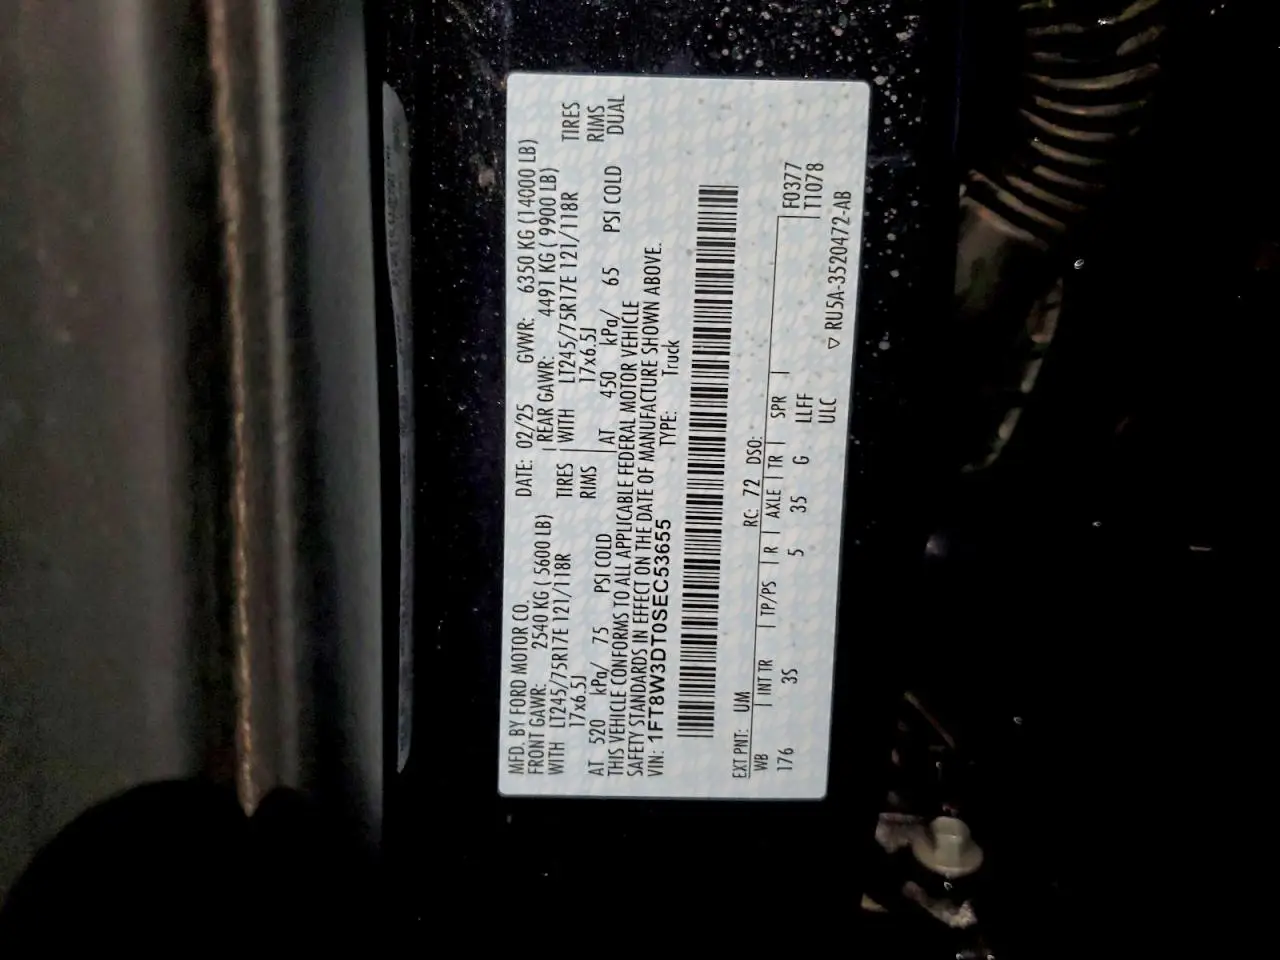 MFD. BY FORD MOTOR CO.
DATE: 02/25 GVWR: 6350 KG (14000 LB)
FRONT GAWR: 2540 KG ( 5600 LB) REAR GAWR: 4491 KG ( 9900 LB)
WITH LT245/75R17E 121/118R TIRES WITH LT245/75R17E 121/118R TIRES
17x6.5J RIMS 17x6.5J RIMS
AT 520 kPa/ 75 PSI COLD AT 450 kPa/ 65 PSI COLD DUAL
THIS VEHICLE CONFORMS TO ALL APPLICABLE FEDERAL MOTOR VEHICLE
SAFETY STANDARDS IN EFFECT ON THE DATE OF MANUFACTURE SHOWN ABOVE.
VIN: 1FT8W3DT0SEC53655 TYPE: Truck
EXT PNT: UM RC: 72 DSO:
WB INT TR TP/PS R AXLE TR SPR F0377
176 3S 5 35 G LLFF T1078
ULC
▽ RU5A-3520472-AB